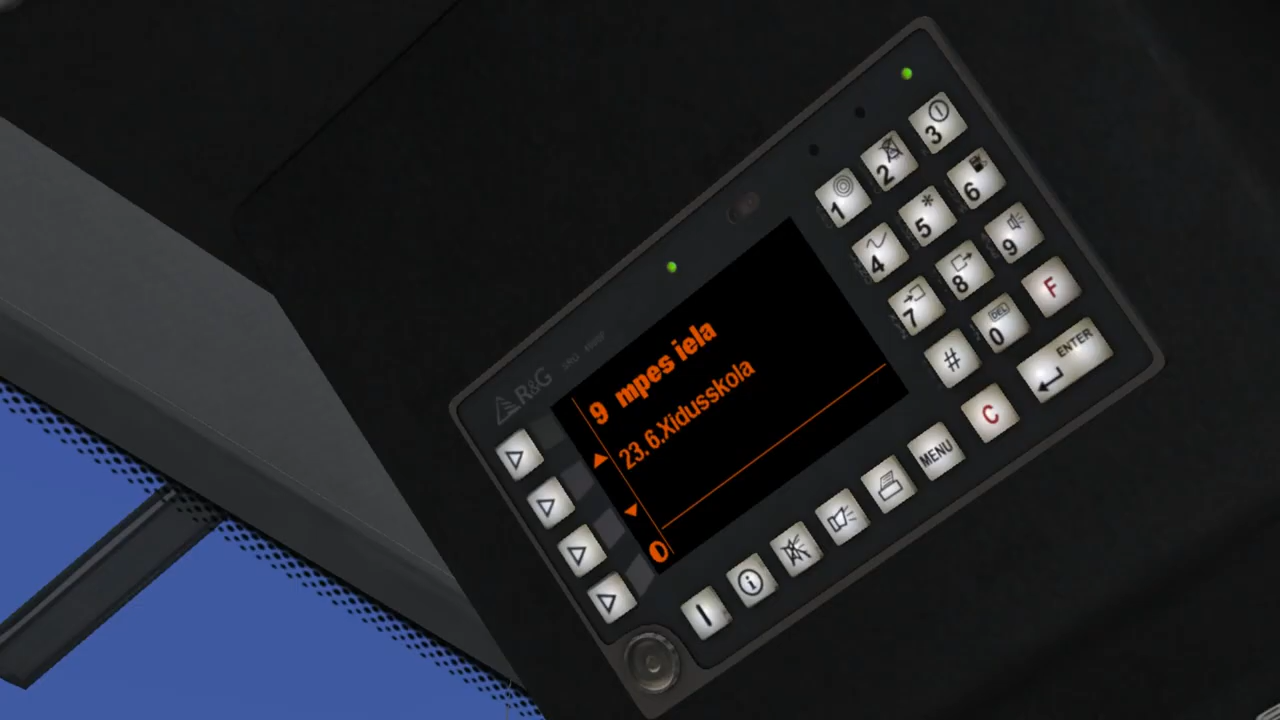 R&G
9 mpes iela
23. 6.Xidusskola
0
1
2
3
4
5
6
7
8
9
F
#
0 DEL
ENTER
C
MENU